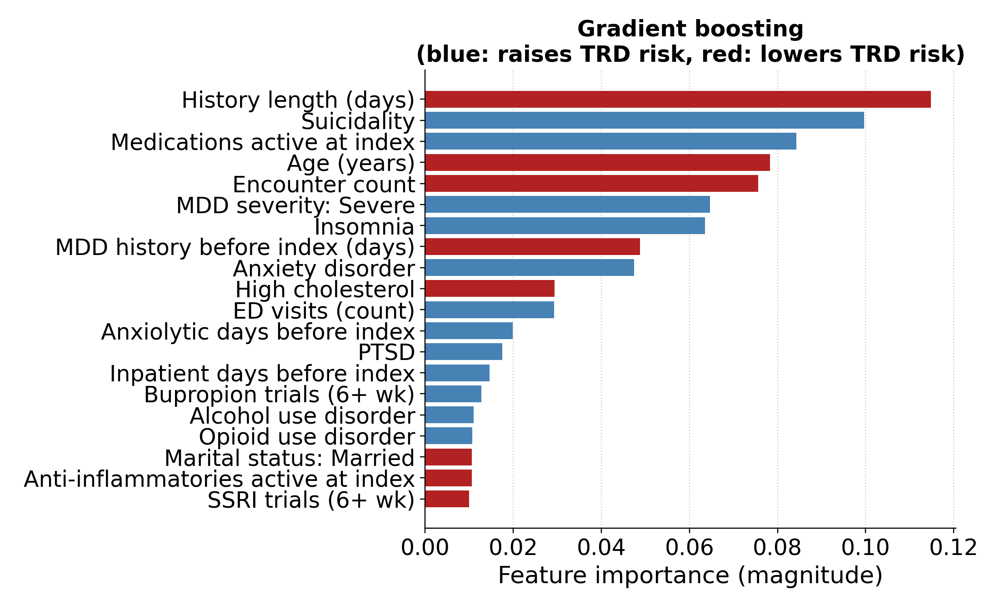 Gradient boosting
(blue: raises TRD risk, red: lowers TRD risk)
History length (days)
Suicidality
Medications active at index
Age (years)
Encounter count
MDD severity: Severe
Insomnia
MDD history before index (days)
Anxiety disorder
High cholesterol
ED visits (count)
Anxiolytic days before index
PTSD
Inpatient days before index
Bupropion trials (6+ wk)
Alcohol use disorder
Opioid use disorder
Marital status: Married
Anti-inflammatories active at index
SSRI trials (6+ wk)
0.00 0.02 0.04 0.06 0.08 0.10 0.12
Feature importance (magnitude)